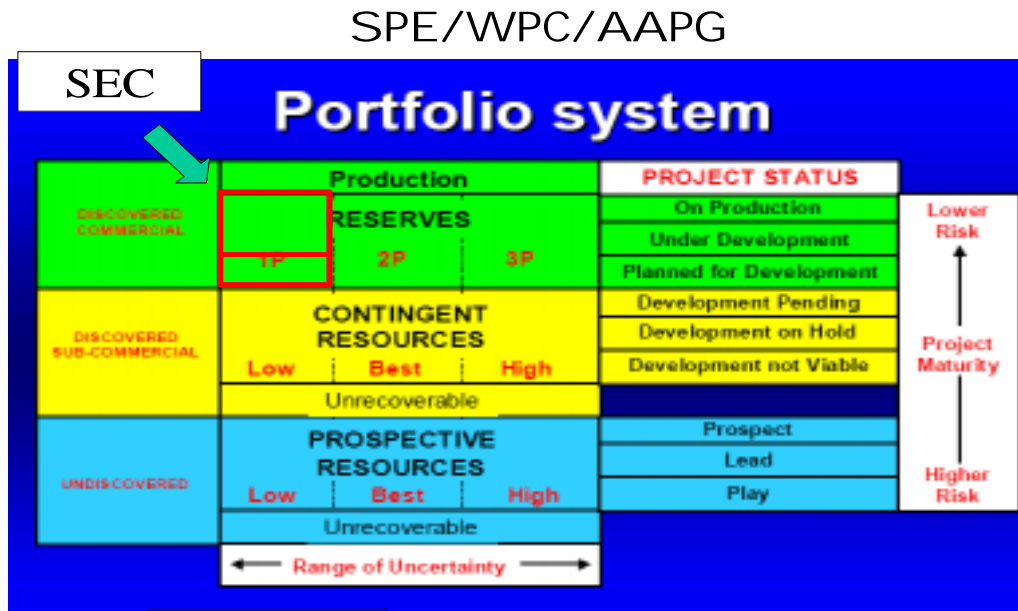 SPE/WPC/AAPG
SEC
Portfolio system
DISCOVERED
COMMERCIAL
Production
RESERVES
1P
2P
3P
PROJECT STATUS
On Production
Under Development
Planned for Development
DISCOVERED
SUB-COMMERCIAL
CONTINGENT
RESOURCES
Low
Best
High
Unrecoverable
Development Pending
Development on Hold
Development not Viable
UNDISCOVERED
PROSPECTIVE
RESOURCES
Low
Best
High
Unrecoverable
Prospect
Lead
Play
Lower
Risk
Project
Maturity
Higher
Risk
Range of Uncertainty